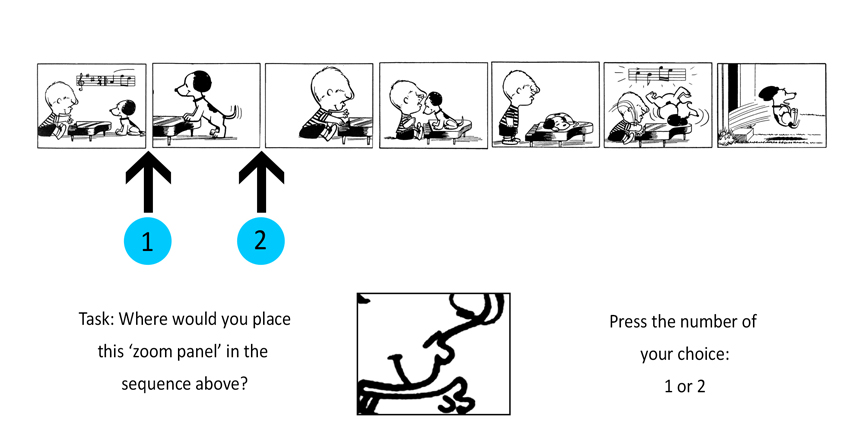 1
2
Task: Where would you place
this ‘zoom panel’ in the
sequence above?
Press the number of
your choice:
1 or 2